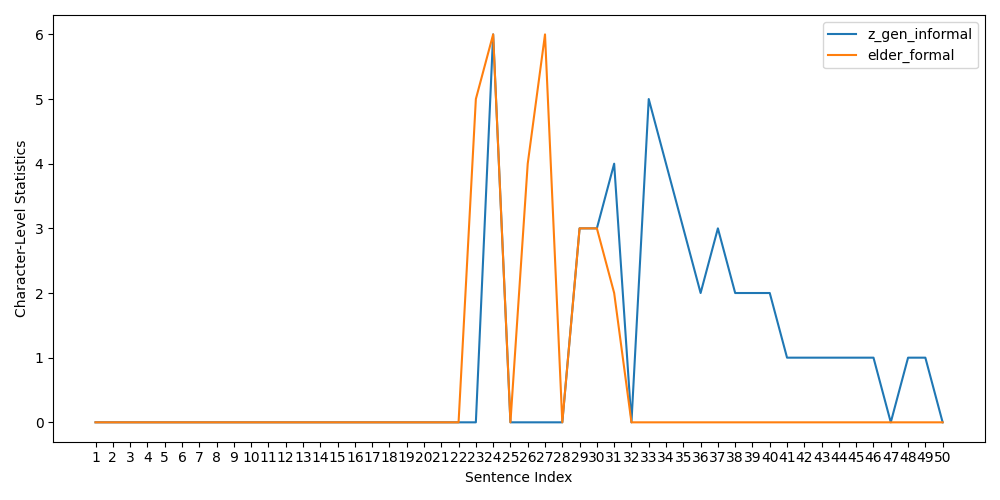 z_gen_informal
elder_formal
Character-Level Statistics
6
5
4
3
2
1
0
1 2 3 4 5 6 7 8 9 10 11 12 13 14 15 16 17 18 19 20 21 22 23 24 25 26 27 28 29 30 31 32 33 34 35 36 37 38 39 40 41 42 43 44 45 46 47 48 49 50
Sentence Index